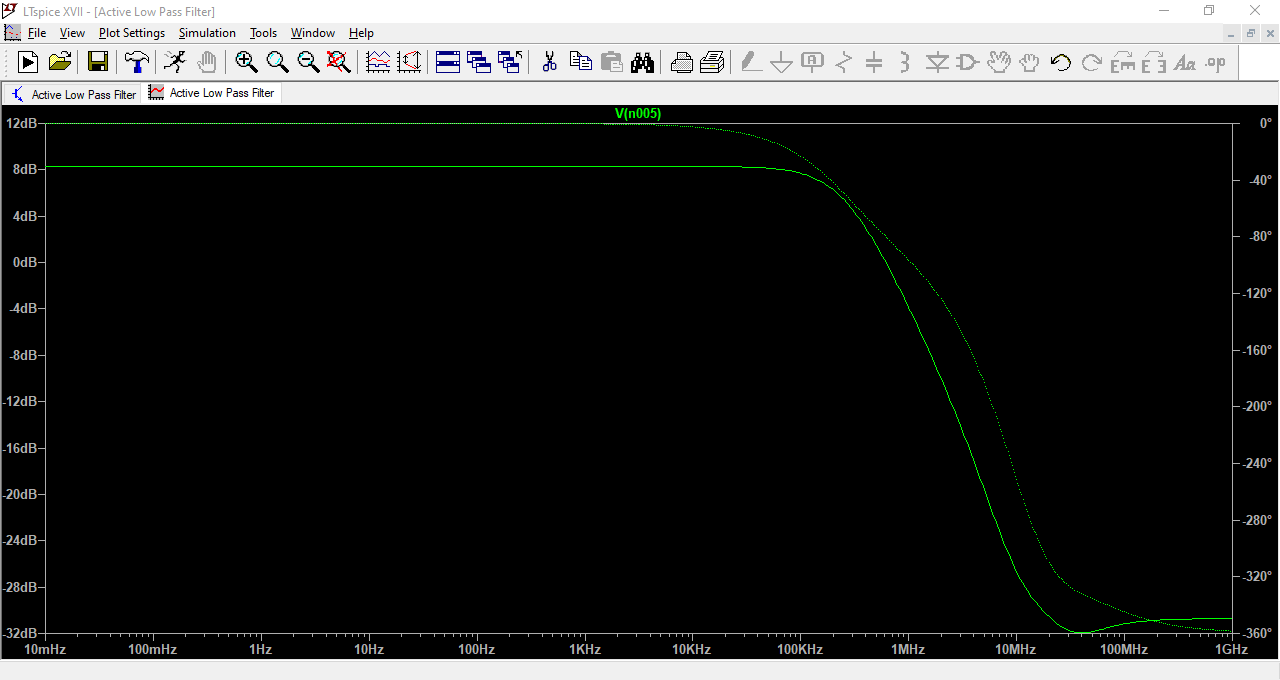 LTspice XVII - [Active Low Pass Filter]
File View Plot Settings Simulation Tools Window Help
Active Low Pass Filter Active Low Pass Filter
V(n005)
12dB 0°
8dB -40°
4dB -80°
0dB -120°
-4dB -160°
-8dB -200°
-12dB -240°
-16dB -280°
-20dB -320°
-24dB -360°
-28dB
-32dB
10mHz 100mHz 1Hz 10Hz 100Hz 1KHz 10KHz 100KHz 1MHz 10MHz 100MHz 1GHz